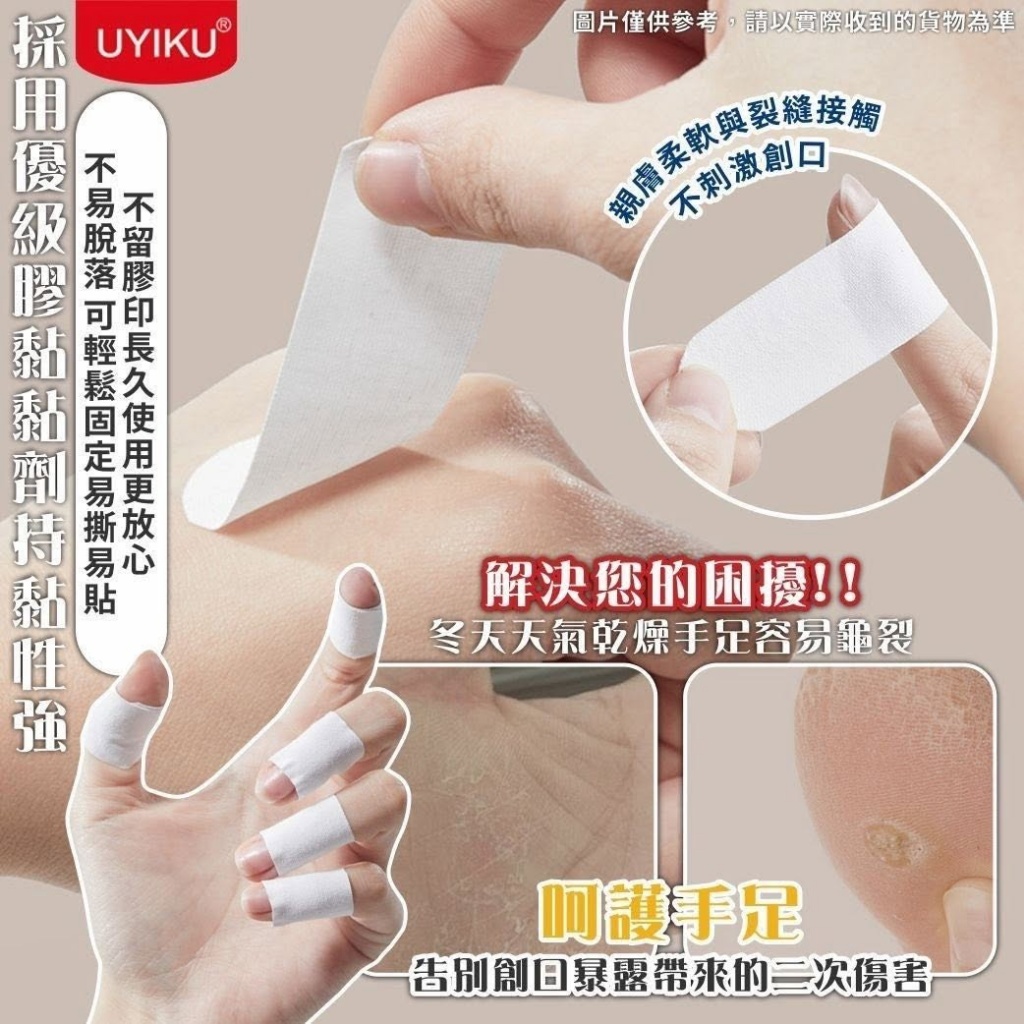 採用優級膠黏黏劑持黏性強
UYIKU®
圖片僅供參考，請以實際收到的貨物為準
不留膠印長久使用更放心
不易脫落 可輕鬆固定易撕易貼
親膚柔軟與裂縫接觸
不刺激創口
解決您的困擾!!
冬天天氣乾燥手足容易龜裂
呵護手足
告別創口暴露帶來的二次傷害